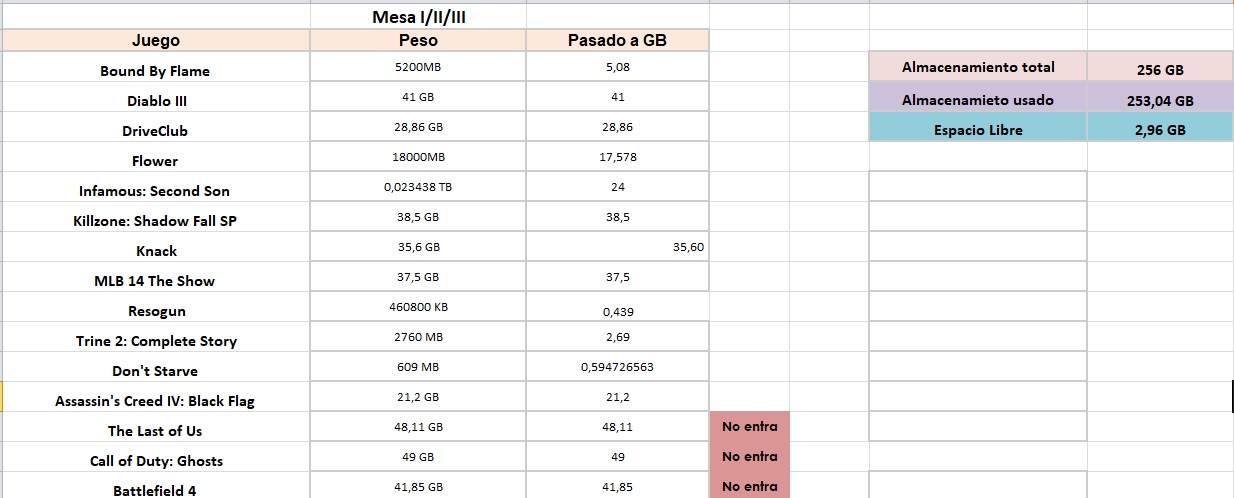 Mesa I/II/III
Juego Peso Pasado a GB
Bound By Flame 5200MB 5,08 Almacenamiento total 256 GB
Diablo III 41 GB 41 Almacenamieto usado 253,04 GB
DriveClub 28,86 GB 28,86 Espacio Libre 2,96 GB
Flower 18000MB 17,578
Infamous: Second Son 0,023438 TB 24
Killzone: Shadow Fall SP 38,5 GB 38,5
Knack 35,6 GB 35,60
MLB 14 The Show 37,5 GB 37,5
Resogun 460800 KB 0,439
Trine 2: Complete Story 2760 MB 2,69
Don't Starve 609 MB 0,594726563
Assassin's Creed IV: Black Flag 21,2 GB 21,2
The Last of Us 48,11 GB 48,11 No entra
Call of Duty: Ghosts 49 GB 49 No entra
Battlefield 4 41,85 GB 41,85 No entra